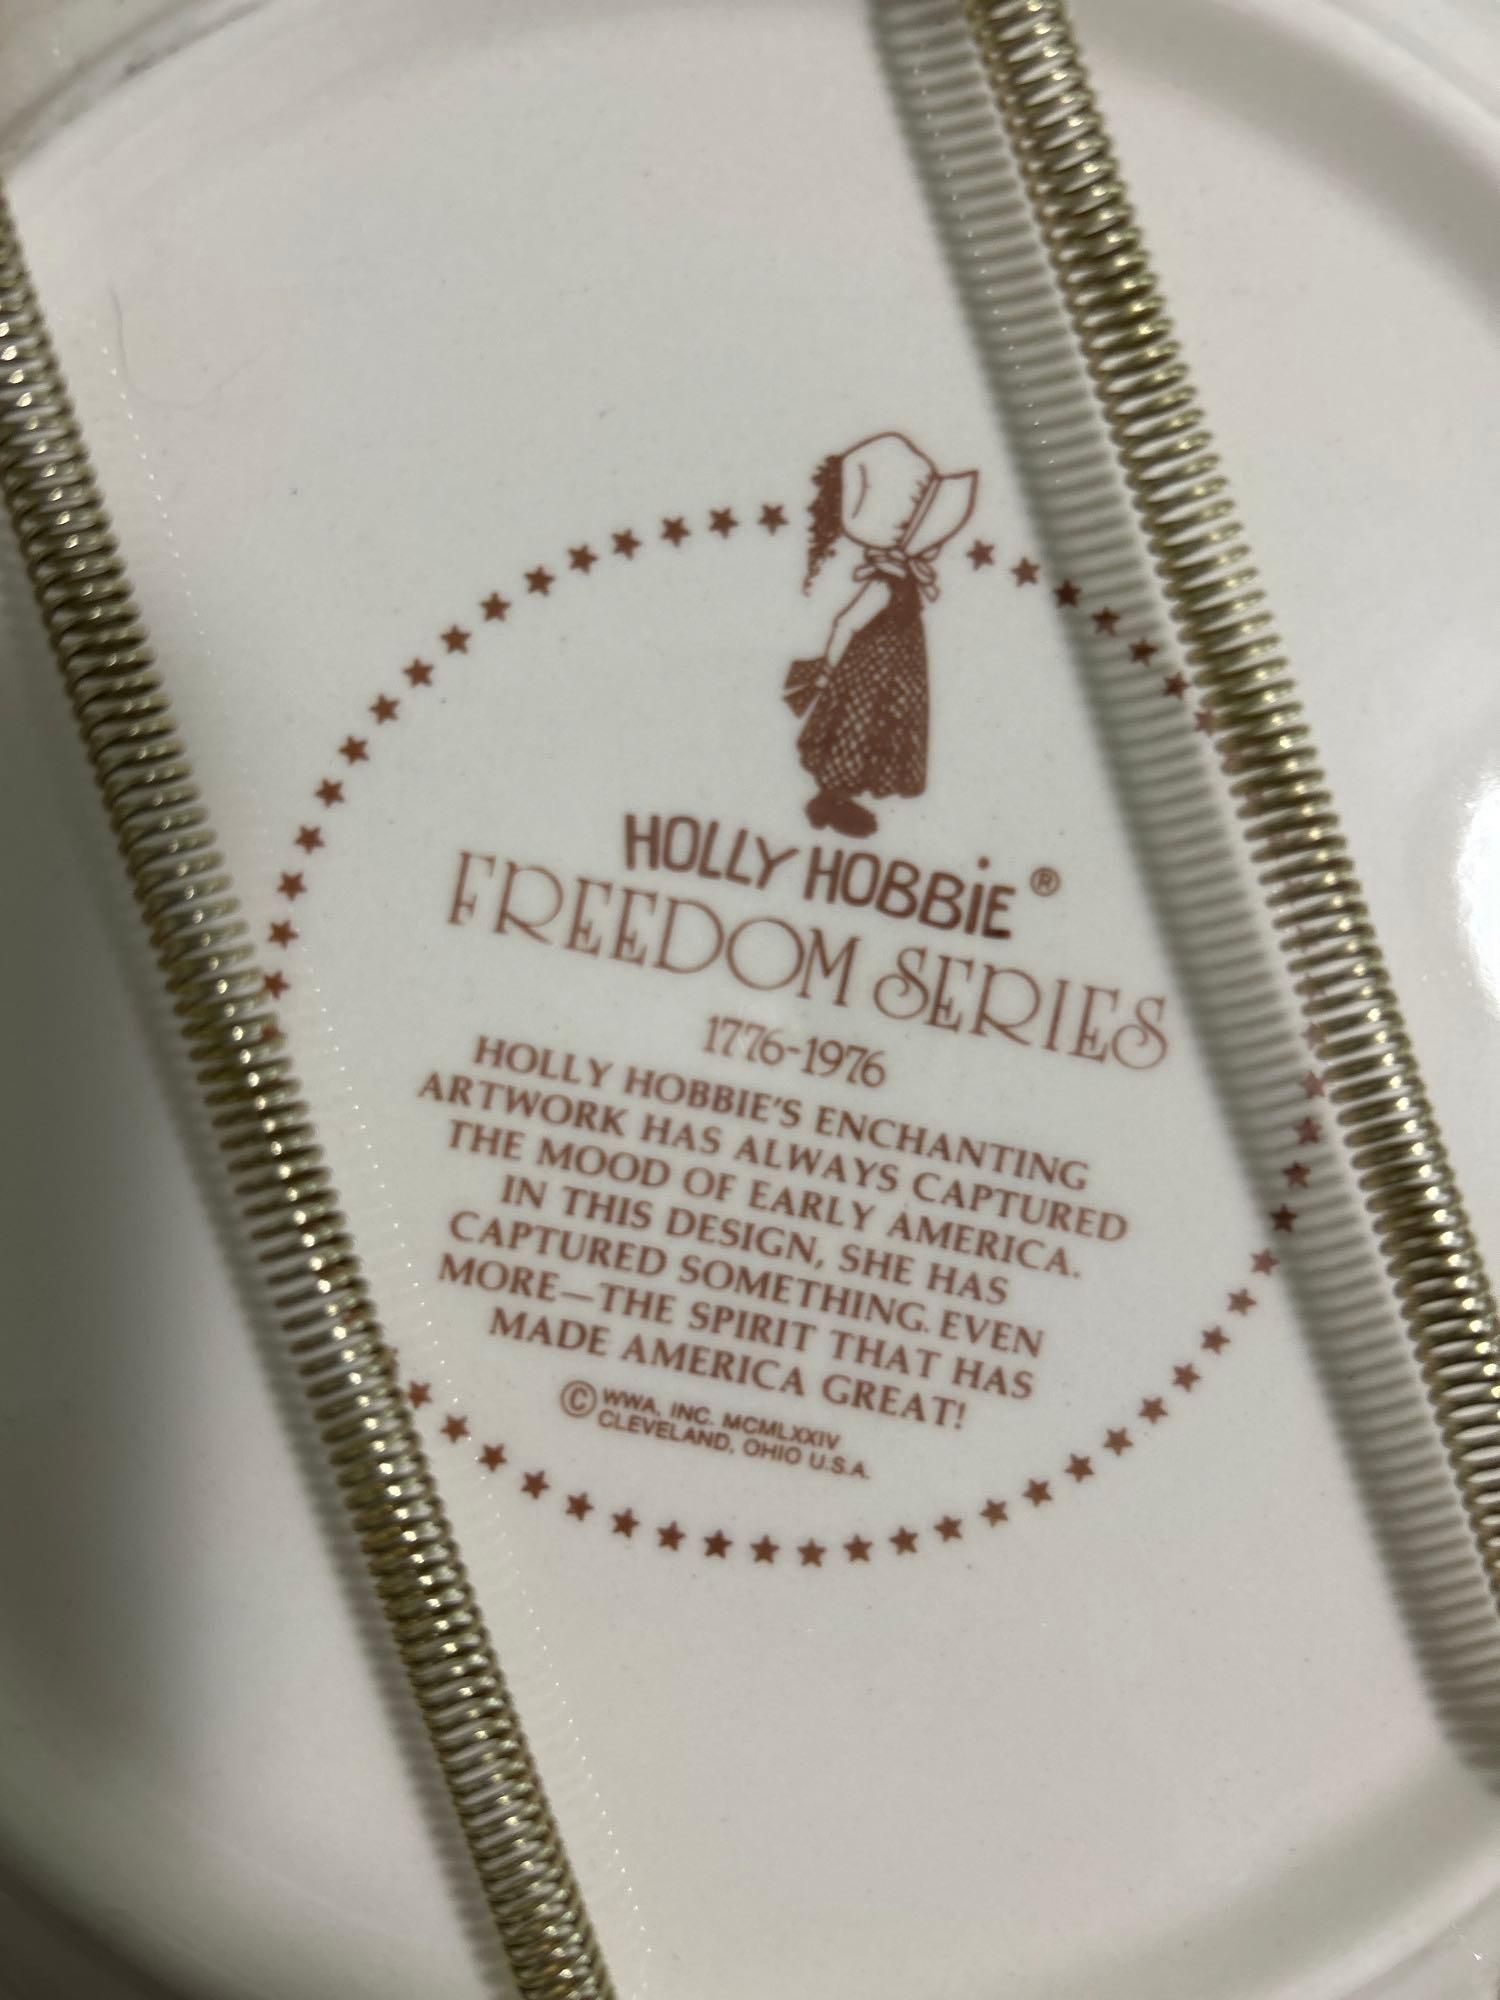 HOLLY HOBBiE ®
FREEDOM SERIES
1776-1976
HOLLY HOBBIE'S ENCHANTING
ARTWORK HAS ALWAYS CAPTURED
THE MOOD OF EARLY AMERICA.
IN THIS DESIGN, SHE HAS
CAPTURED SOMETHING EVEN
MORE—THE SPIRIT THAT HAS
MADE AMERICA GREAT!
© WWA, INC. MCMLXXIV
CLEVELAND, OHIO U.S.A.